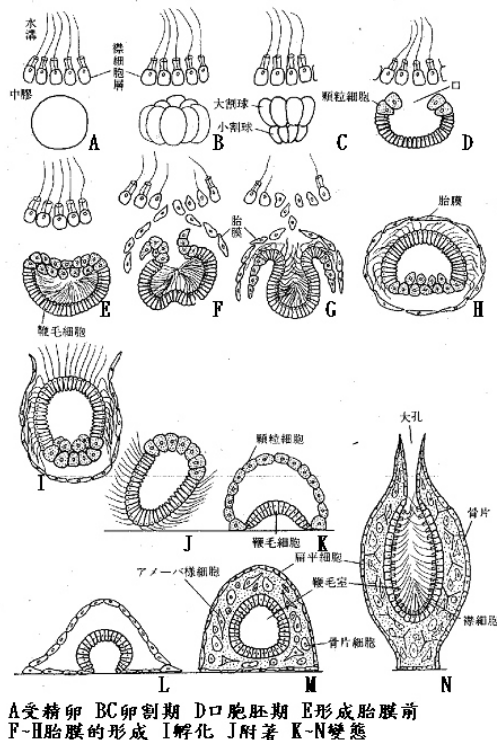 水溝
襟細胞層
中膠
A
B
大割球
小割球
C
顆粒細胞
口
D
E
鞭毛細胞
F
胎膜
G
胎膜
H
I
J
顆粒細胞
鞭毛細胞
K
大孔
骨片
扁平細胞
アメーバ樣細胞
鞭毛室
襟細胞
骨片細胞
L
M
N
A受精卵 BC卵割期 D口胞胚期 E形成胎膜前
F~H胎膜的形成 I孵化 J附著 K~N變態